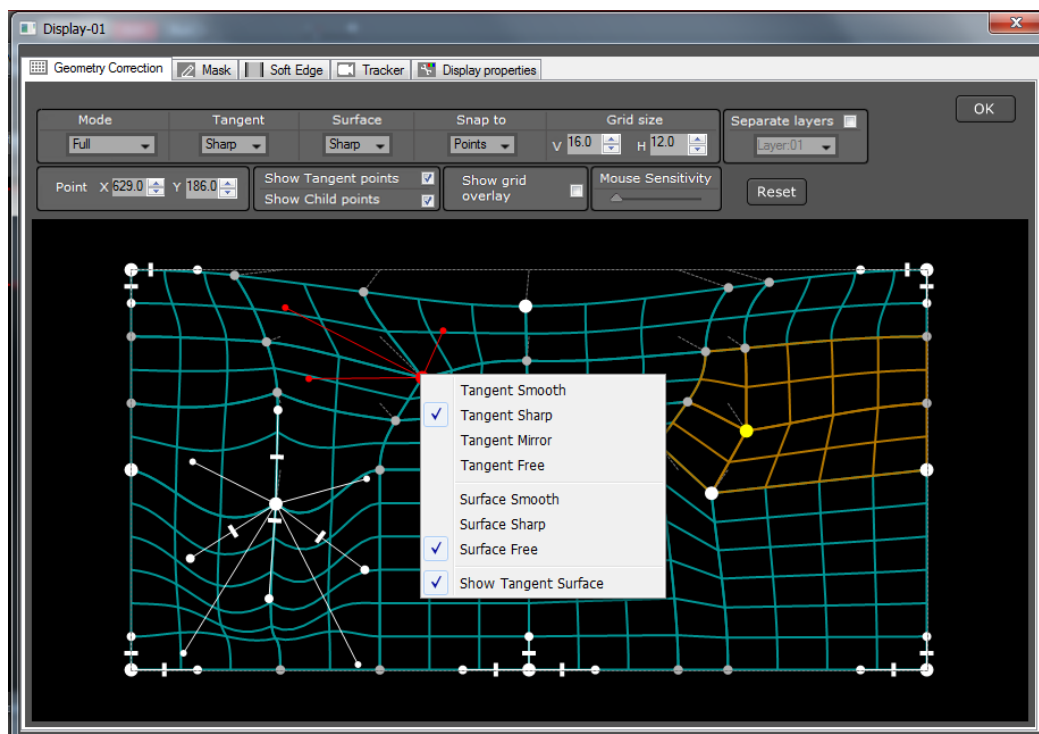 Display-01
Geometry Correction Mask Soft Edge Tracker Display properties
OK
Mode Tangent Surface Snap to Grid size Separate layers
Full Sharp Sharp Points V 16.0 H 12.0 Layer:01
Point X 629.0 Y 186.0 Show Tangent points Show grid Mouse Sensitivity Reset
Show Child points overlay
Tangent Smooth
Tangent Sharp
Tangent Mirror
Tangent Free
Surface Smooth
Surface Sharp
Surface Free
Show Tangent Surface